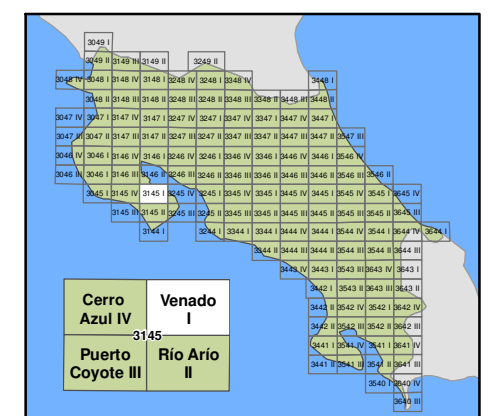 3049 I
3049 II 3149 III 3149 II 3249 II
3048 IV 3048 I 3148 IV 3148 I 3248 IV 3348 IV 3448 I
3048 II 3148 III 3148 II 3248 III 3248 II 3348 III 3348 II 3448 III 3448 II
3047 IV 3047 I 3147 IV 3147 I 3247 IV 3247 I 3347 IV 3347 I 3447 IV 3447 I
3047 III 3047 II 3147 III 3147 II 3247 III 3247 II 3347 III 3347 II 3447 III 3447 II 3547 III
3046 IV 3046 I 3146 IV 3146 I 3246 IV 3246 I 3346 IV 3346 I 3446 IV 3446 I 3546 IV
3046 III 3046 II 3146 III 3146 II 3246 III 3246 II 3346 III 3346 II 3446 III 3446 II 3546 II
3045 I 3145 IV 3145 I 3245 IV 3245 I 3345 IV 3345 I 3445 IV 3445 I 3545 IV 3545 I 3645 IV
3145 III 3145 II 3245 III 3245 II 3345 III 3345 II 3445 III 3445 II 3545 III 3545 II 3645 III
3144 I 3244 I 3344 I 3444 IV 3444 I 3544 IV 3544 I 3644 IV 3644 I
3344 II 3444 III 3444 II 3544 III 3544 II 3644 III
3443 IV 3443 I 3543 IV 3643 I
3442 I 3543 III 3543 II
3442 II 3542 IV 3542 I 3642 IV
3442 II 3542 III 3542 II 3642 III
3441 I 3541 IV 3541 I 3641 IV
3441 II 3541 III 3541 II 3641 III
3540 I 3640 IV
3640 III
Cerro
Azul IV
Venado
I
3145
Puerto
Coyote III
Río Arío
II